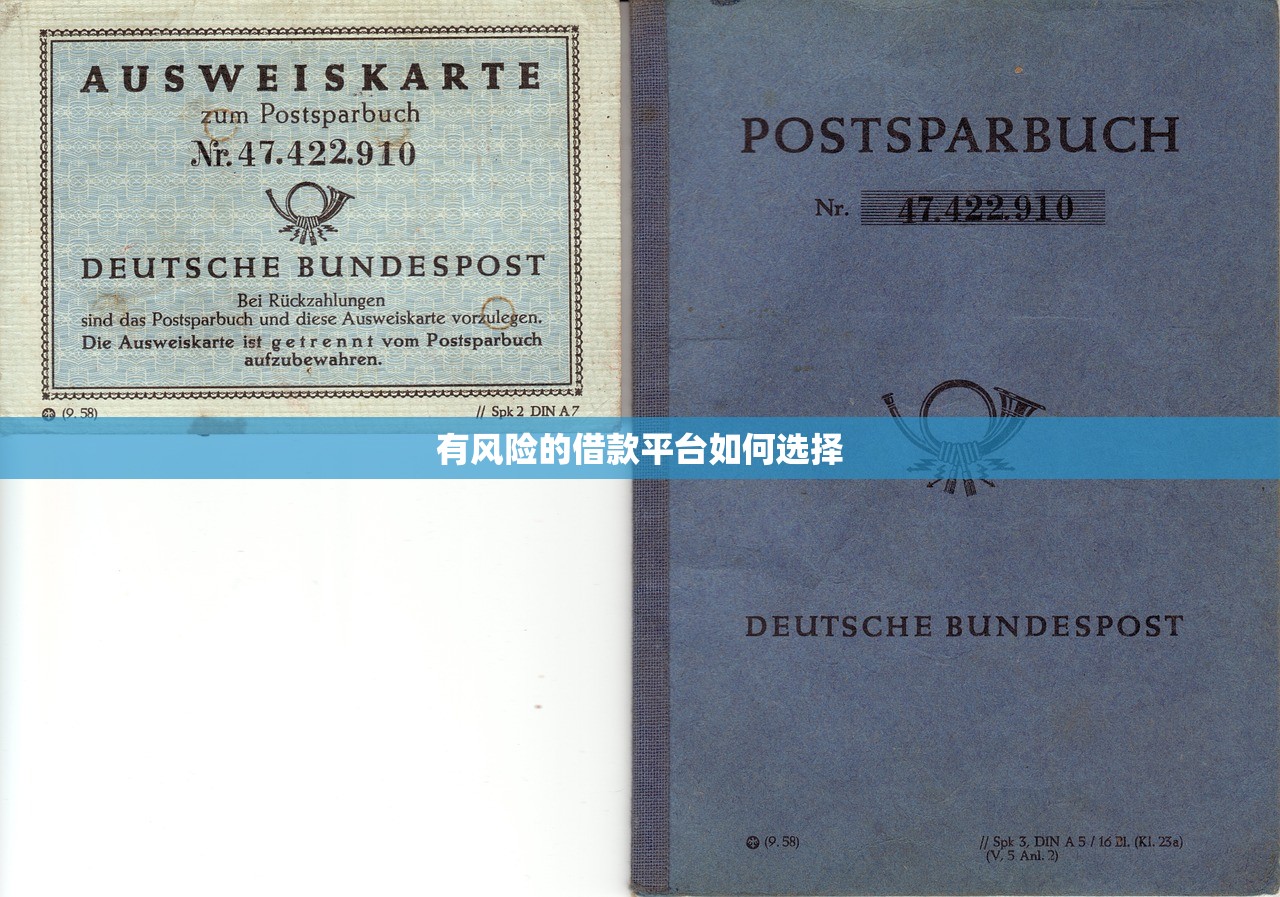 AUSWEISKARTE
zum Postsparbuch
Nr. 47.422.910
DEUTSCHE BUNDESPOST
Bei Rückzahlungen
sind das Postsparbuch und diese Ausweiskarte vorzulegen.
Die Ausweiskarte ist getrennt vom Postsparbuch
aufzubewahren.
(9. 58)
// Spk 2 DIN A 7
有风险的借款平台如何选择
POSTSPARBUCH
Nr. 47.422.910
DEUTSCHE BUNDESPOST
(9. 58)
// Spk 3, DIN A 5 / 16 Bl. (Kl. 23a)
(V, 5 Anl. 2)